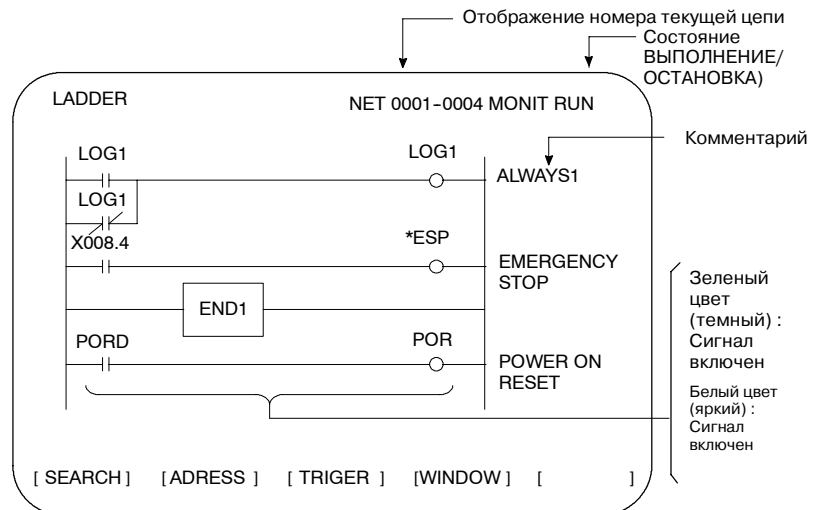 Отображение номера текущей цепи
Состояние
ВЫПОЛНЕНИЕ/
ОСТАНОВКА)
LADDER
NET 0001-0004 MONIT RUN
Комментарий
LOG1
LOG1
ALWAYS1
LOG1
X008.4
*ESP
EMERGENCY
STOP
END1
PORD
POR
POWER ON
RESET
Зеленый
цвет
(темный) :
Сигнал
включен
Белый цвет
(яркий) :
Сигнал
включен
[ SEARCH ] [ ADRESS ] [ TRIGER ] [WINDOW ] [ ]